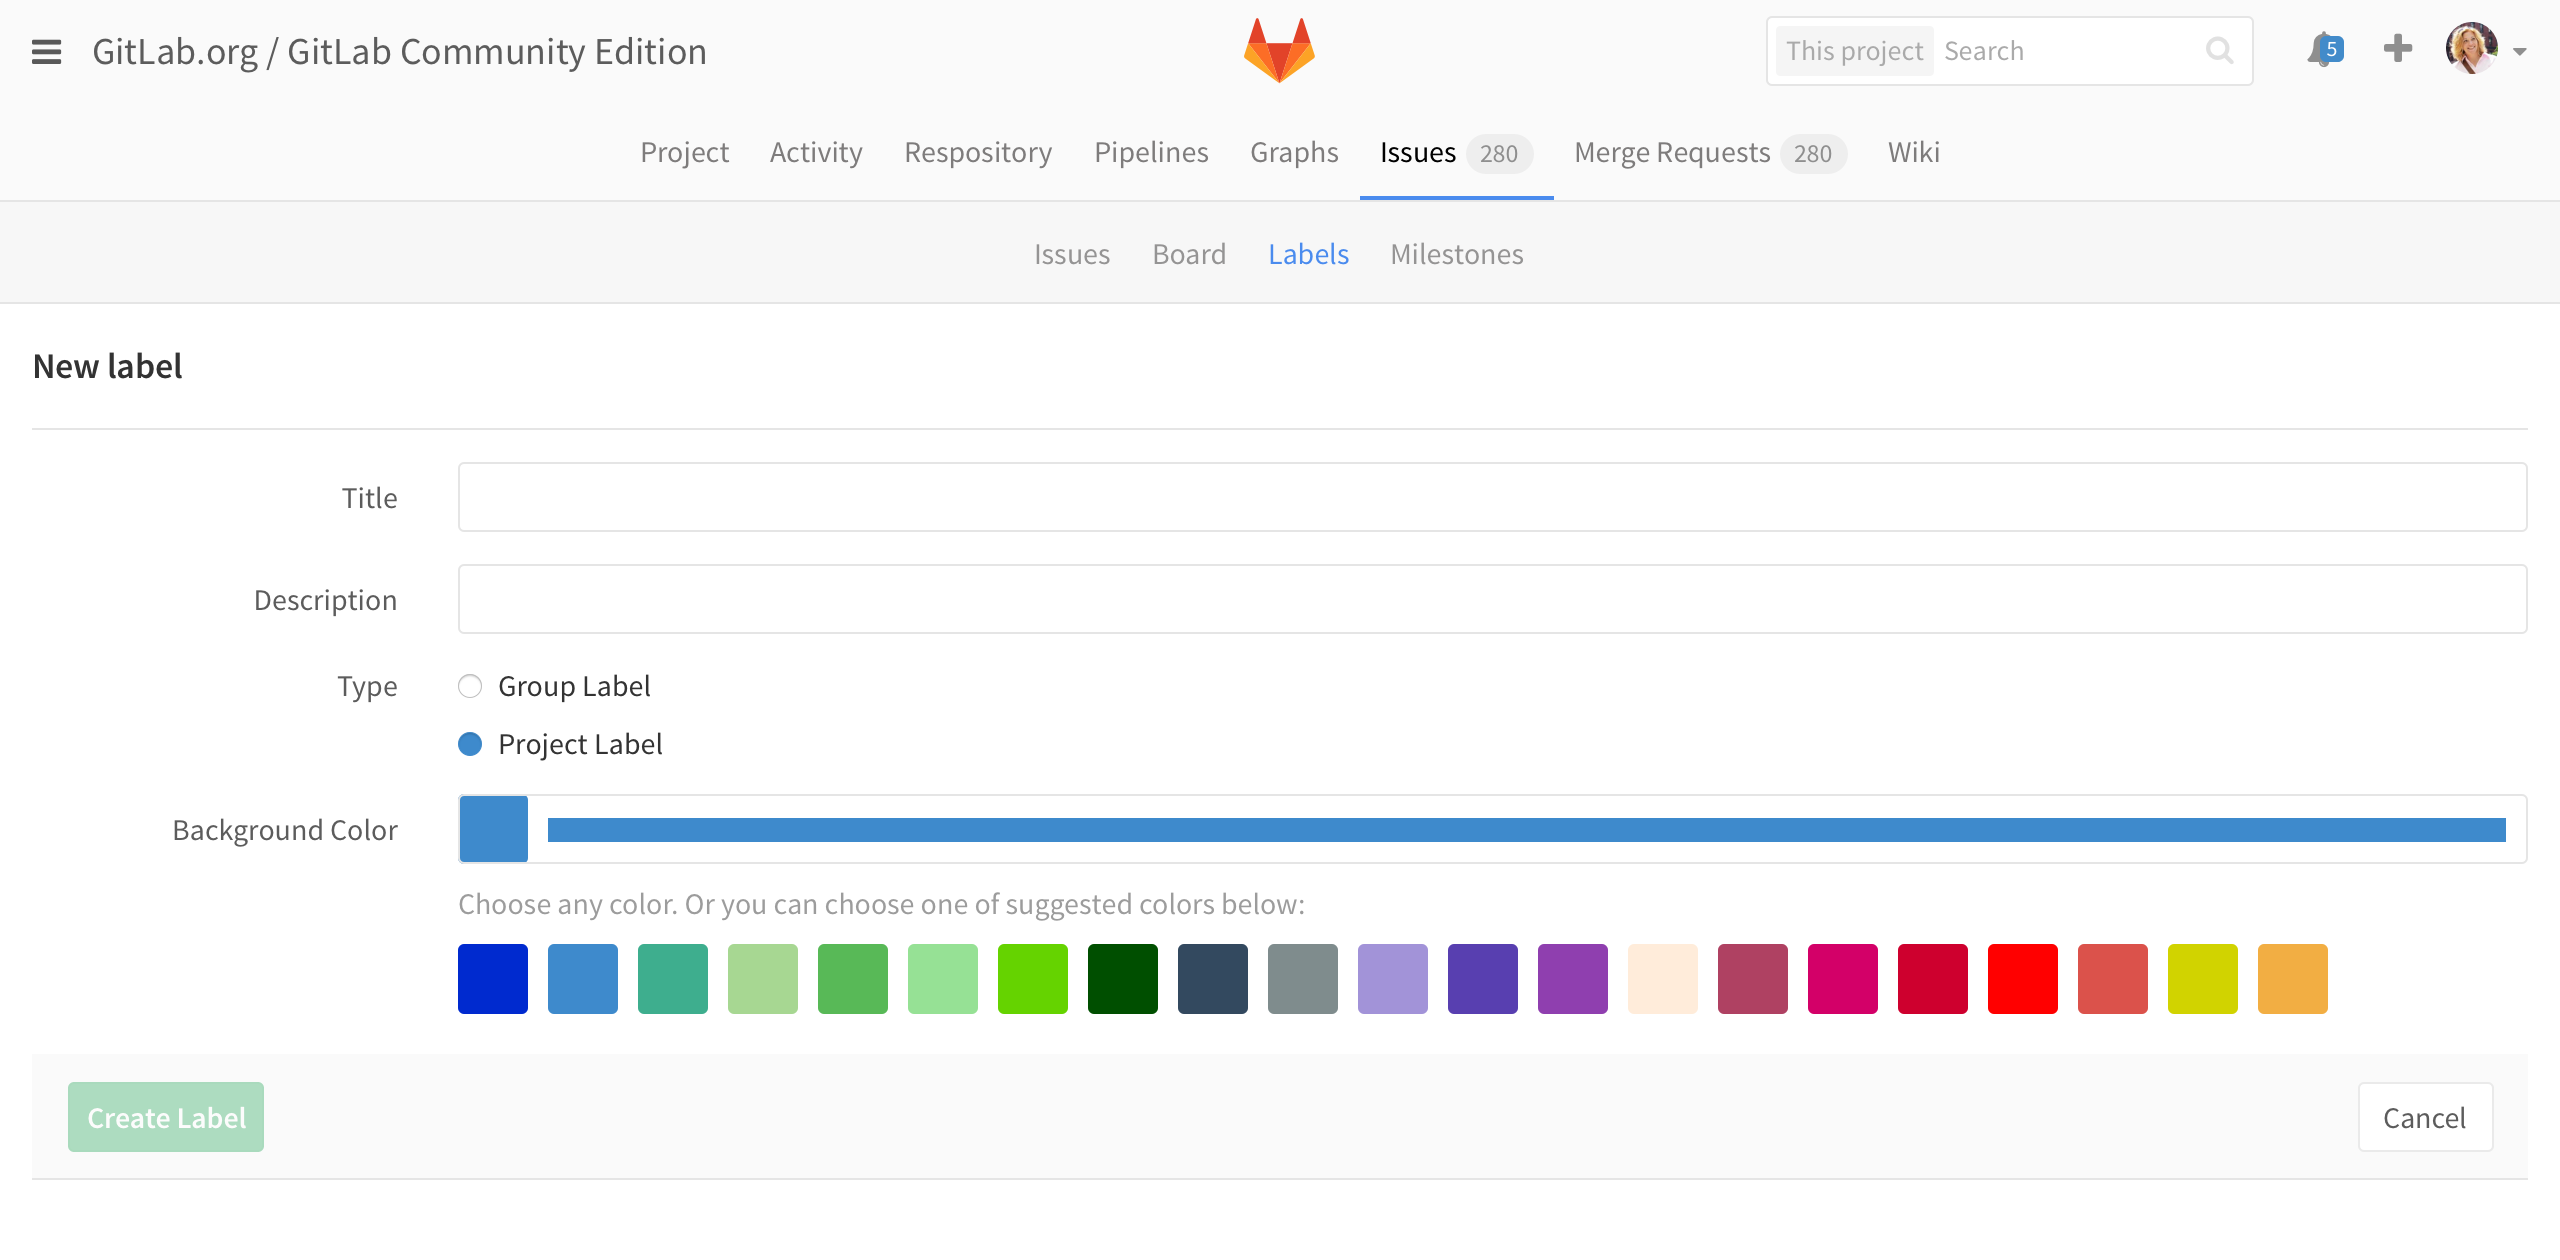 GitLab.org / GitLab Community Edition
This project Search
5
Project Activity Respository Pipelines Graphs Issues 280 Merge Requests 280 Wiki
Issues Board Labels Milestones
New label
Title
Description
Type
Group Label
Project Label
Background Color
Choose any color. Or you can choose one of suggested colors below:
Create Label
Cancel